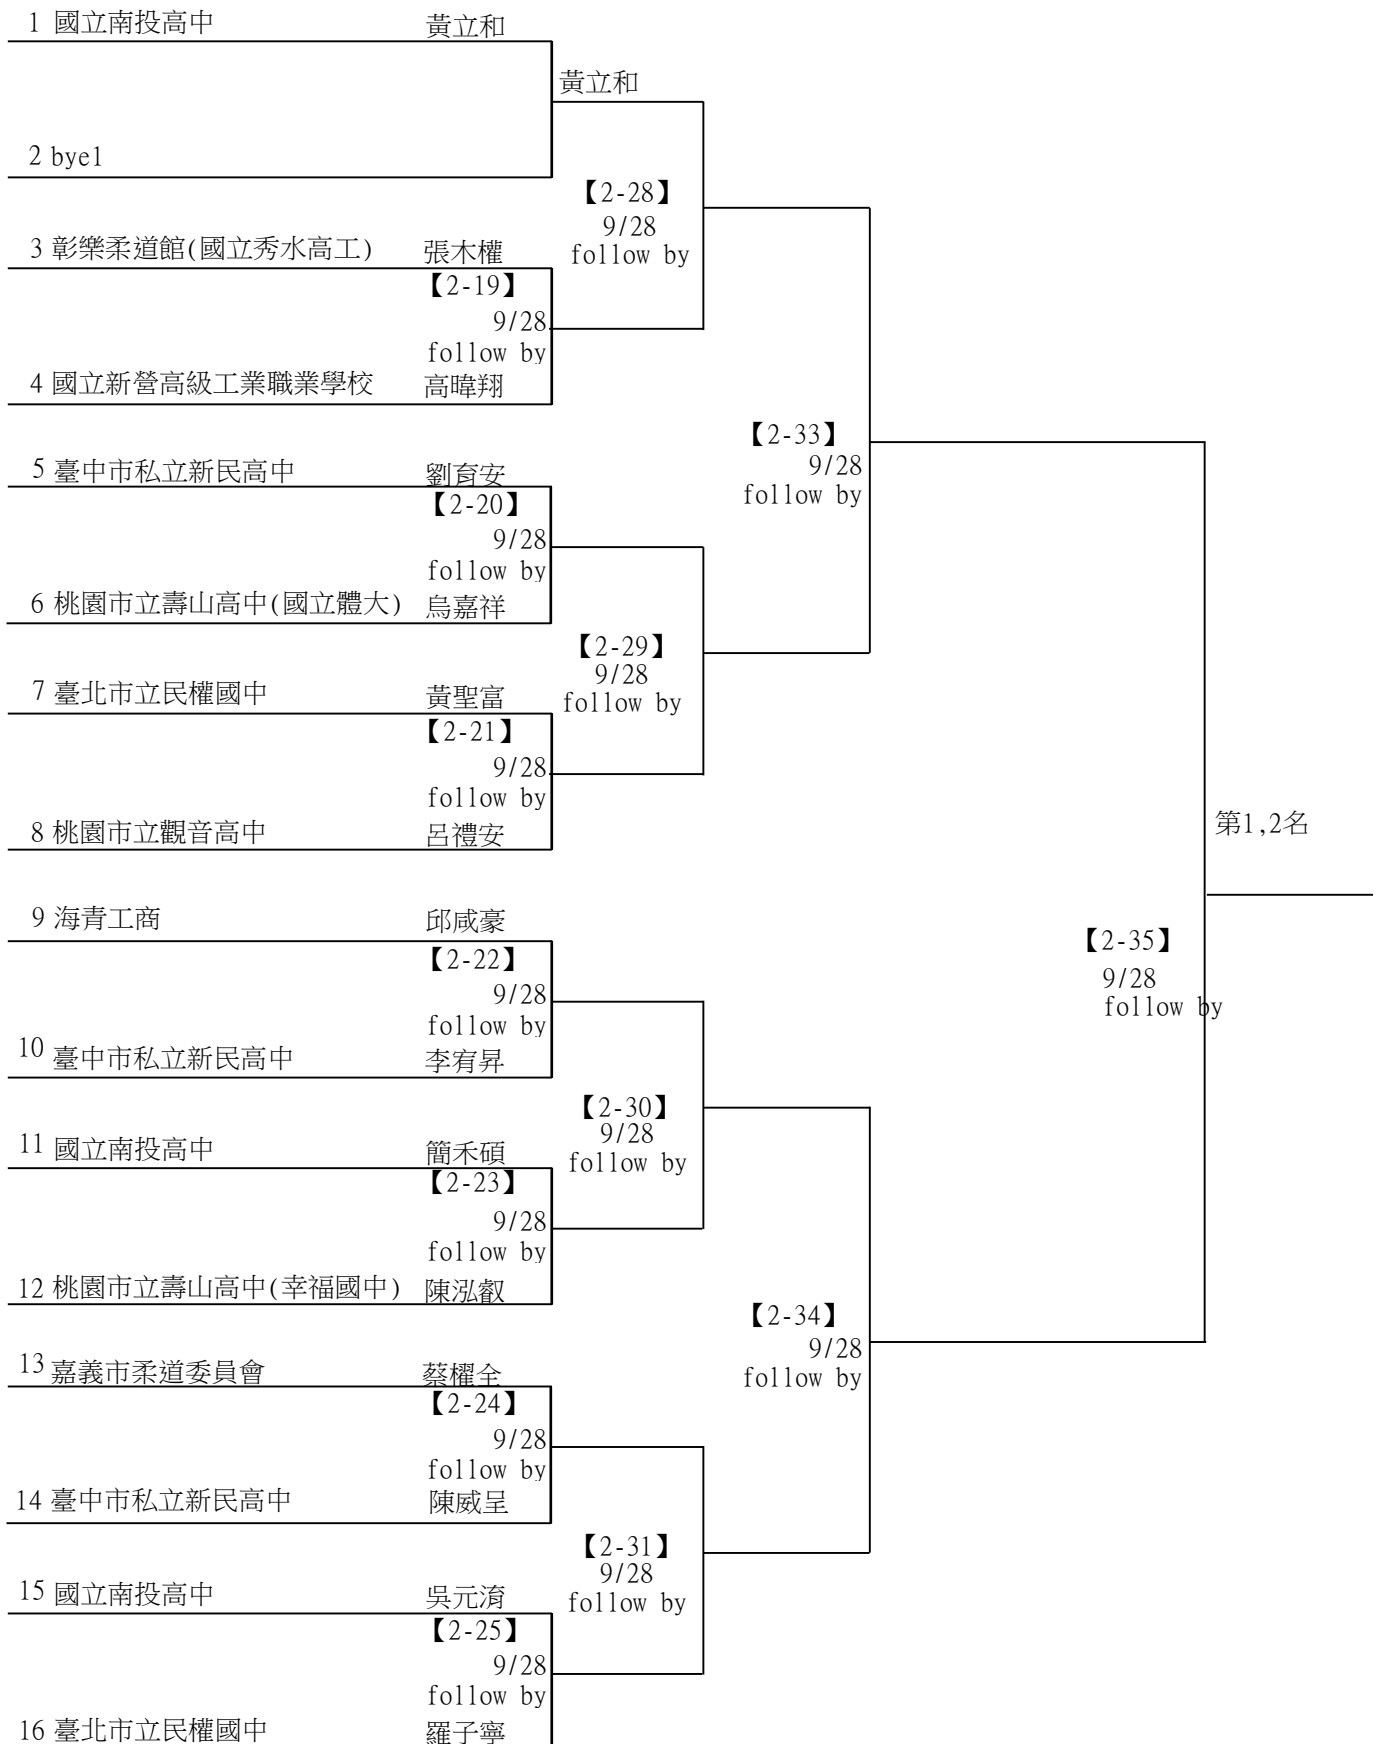 1 國立南投高中 黃立和
黃立和
2 bye1
【2-28】
9/28
follow by
3 彰樂柔道館(國立秀水高工) 張木權
【2-19】
9/28
follow by
4 國立新營高級工業職業學校 高暐翔
【2-33】
9/28
follow by
5 臺中市私立新民高中 劉育安
【2-20】
9/28
follow by
6 桃園市立壽山高中(國立體大) 烏嘉祥
【2-29】
9/28
follow by
7 臺北市立民權國中 黃聖富
【2-21】
9/28
follow by
8 桃園市立觀音高中 呂禮安
第1,2名
9 海青工商 邱咸豪
【2-35】
9/28
follow by
【2-22】
9/28
follow by
10 臺中市私立新民高中 李宥昇
【2-30】
9/28
follow by
11 國立南投高中 簡禾碩
【2-23】
9/28
follow by
12 桃園市立壽山高中(幸福國中) 陳泓叡
【2-34】
9/28
follow by
13 嘉義市柔道委員會 蔡櫂全
【2-24】
9/28
follow by
14 臺中市私立新民高中 陳威呈
【2-31】
9/28
follow by
15 國立南投高中 吳元淯
【2-25】
9/28
follow by
16 臺北市立民權國中 羅子寧